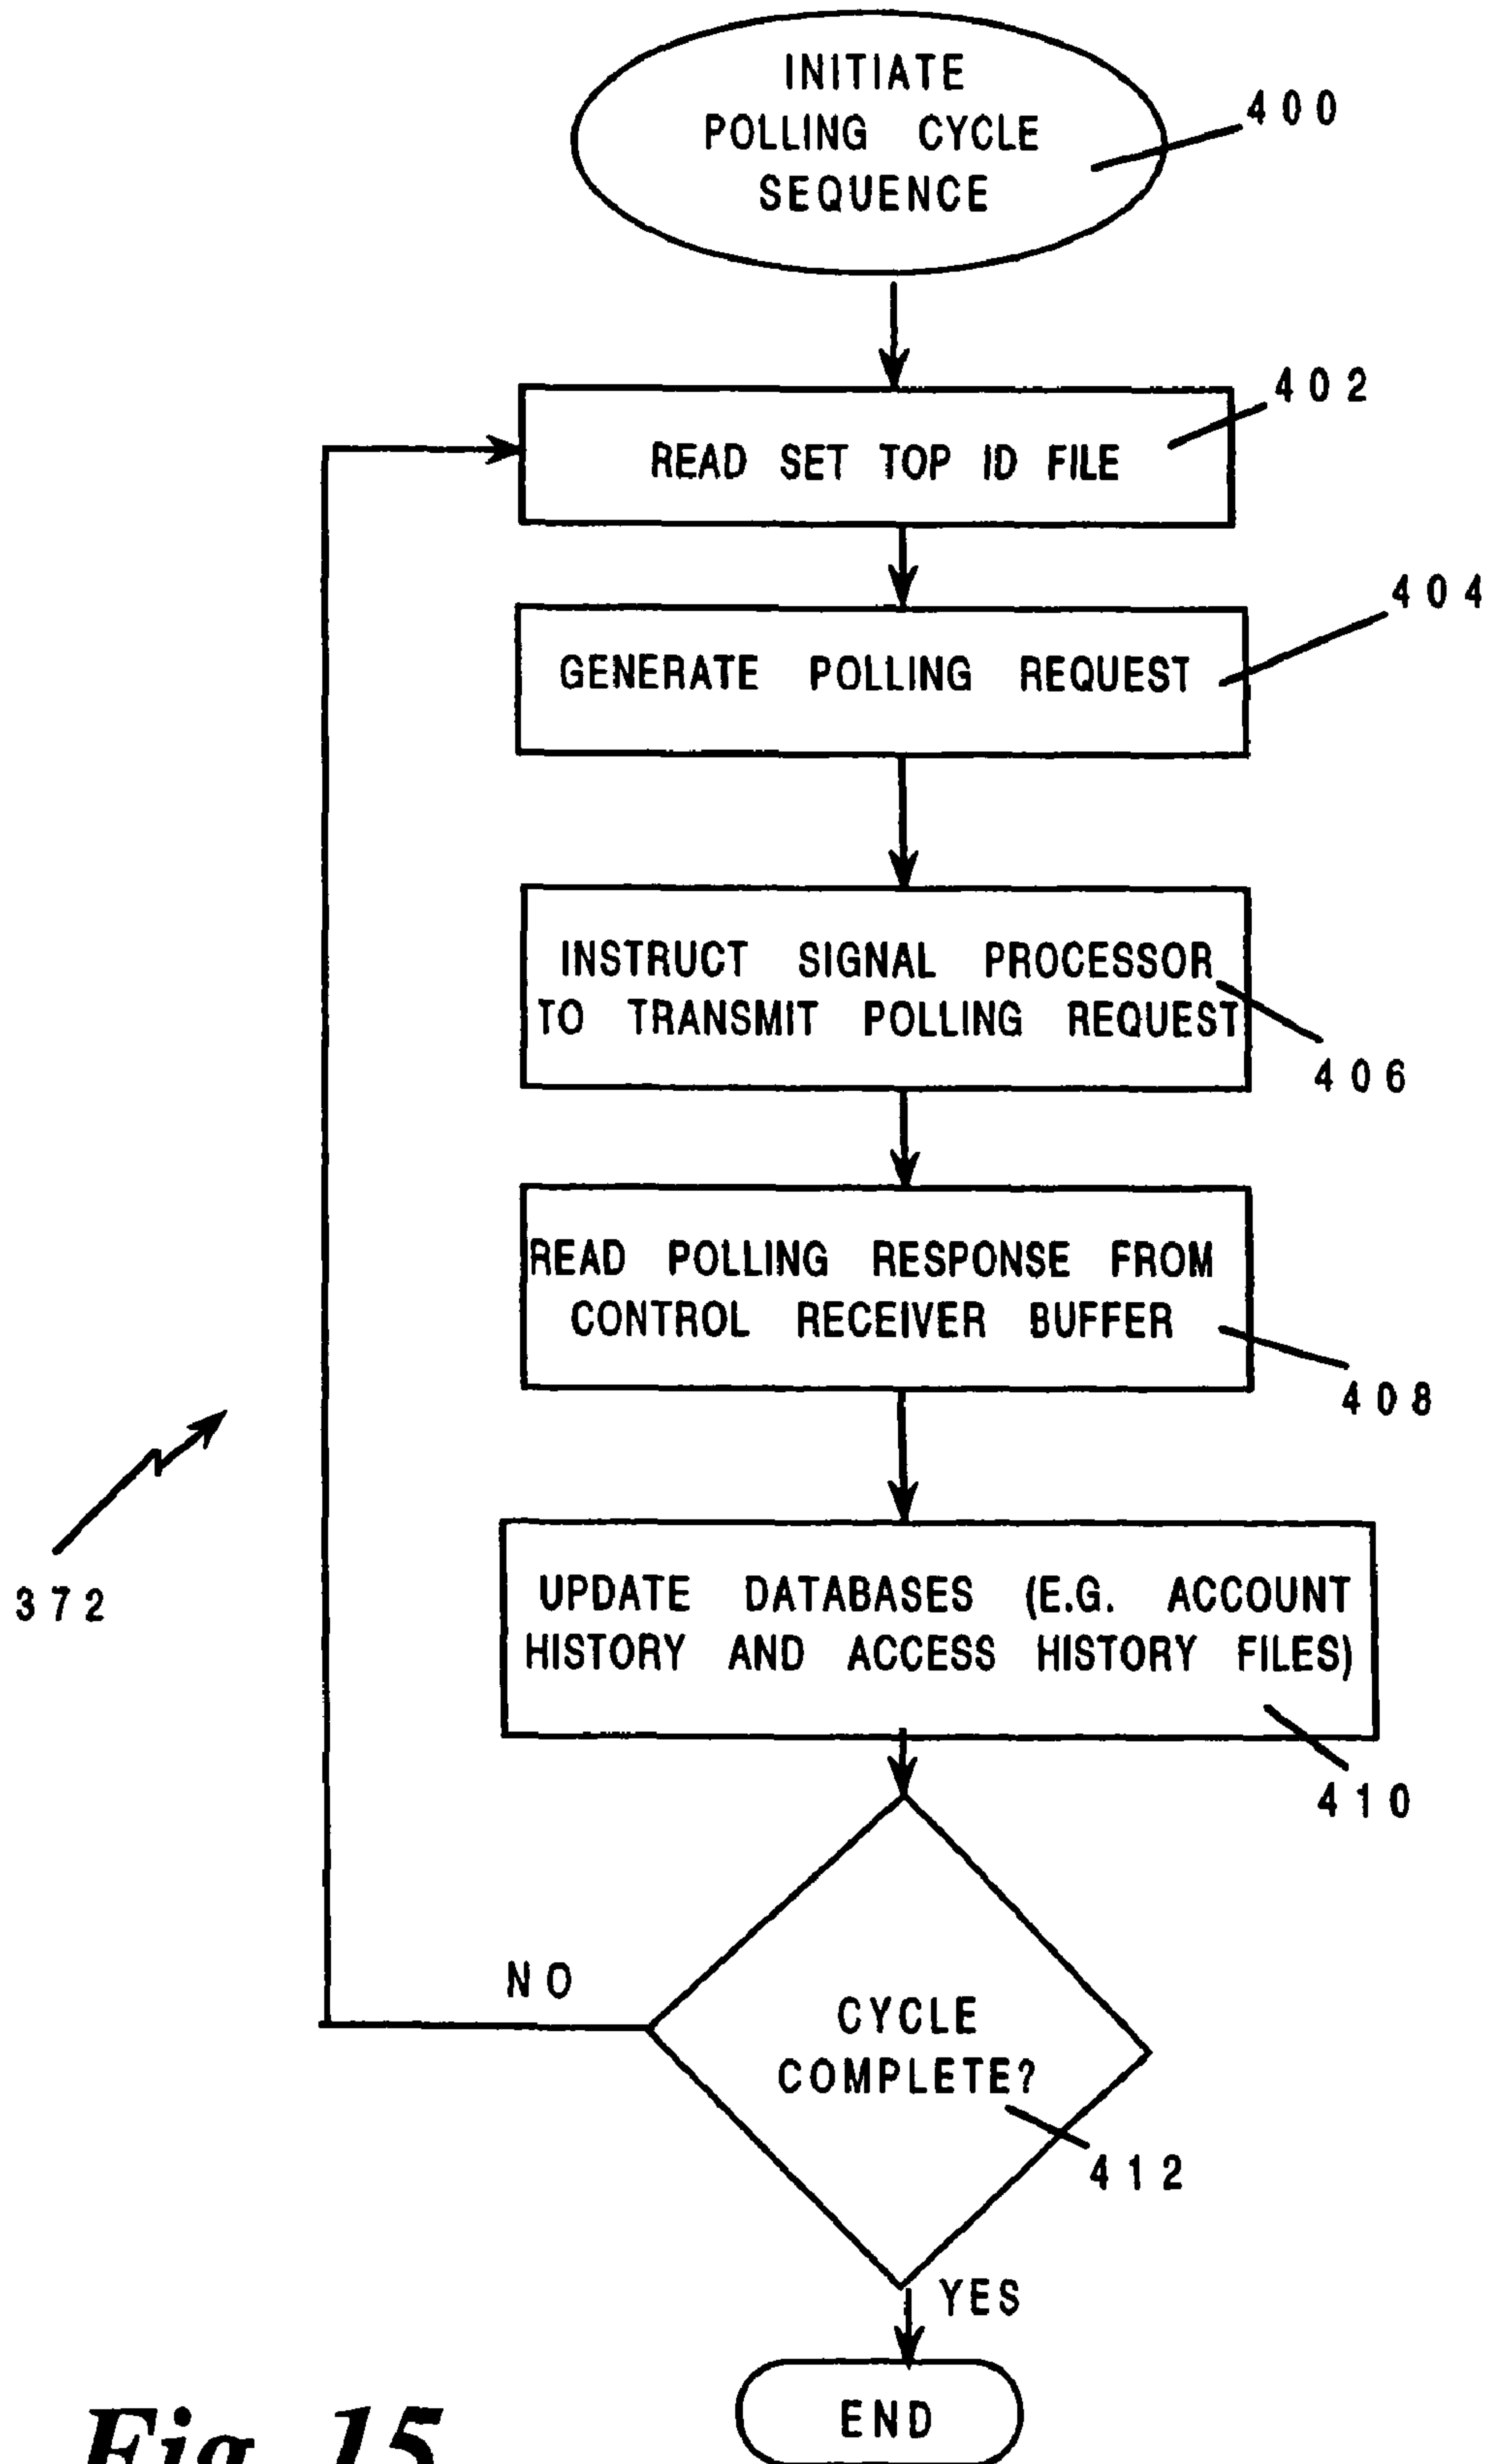 INITIATE
POLLING CYCLE
SEQUENCE
400
402
READ SET TOP ID FILE
404
GENERATE POLLING REQUEST
INSTRUCT SIGNAL PROCESSOR
TO TRANSMIT POLLING REQUEST
406
READ POLLING RESPONSE FROM
CONTROL RECEIVER BUFFER
408
372
UPDATE DATABASES (E.G. ACCOUNT
HISTORY AND ACCESS HISTORY FILES)
410
NO
CYCLE
COMPLETE?
412
YES
END
Fig. 15